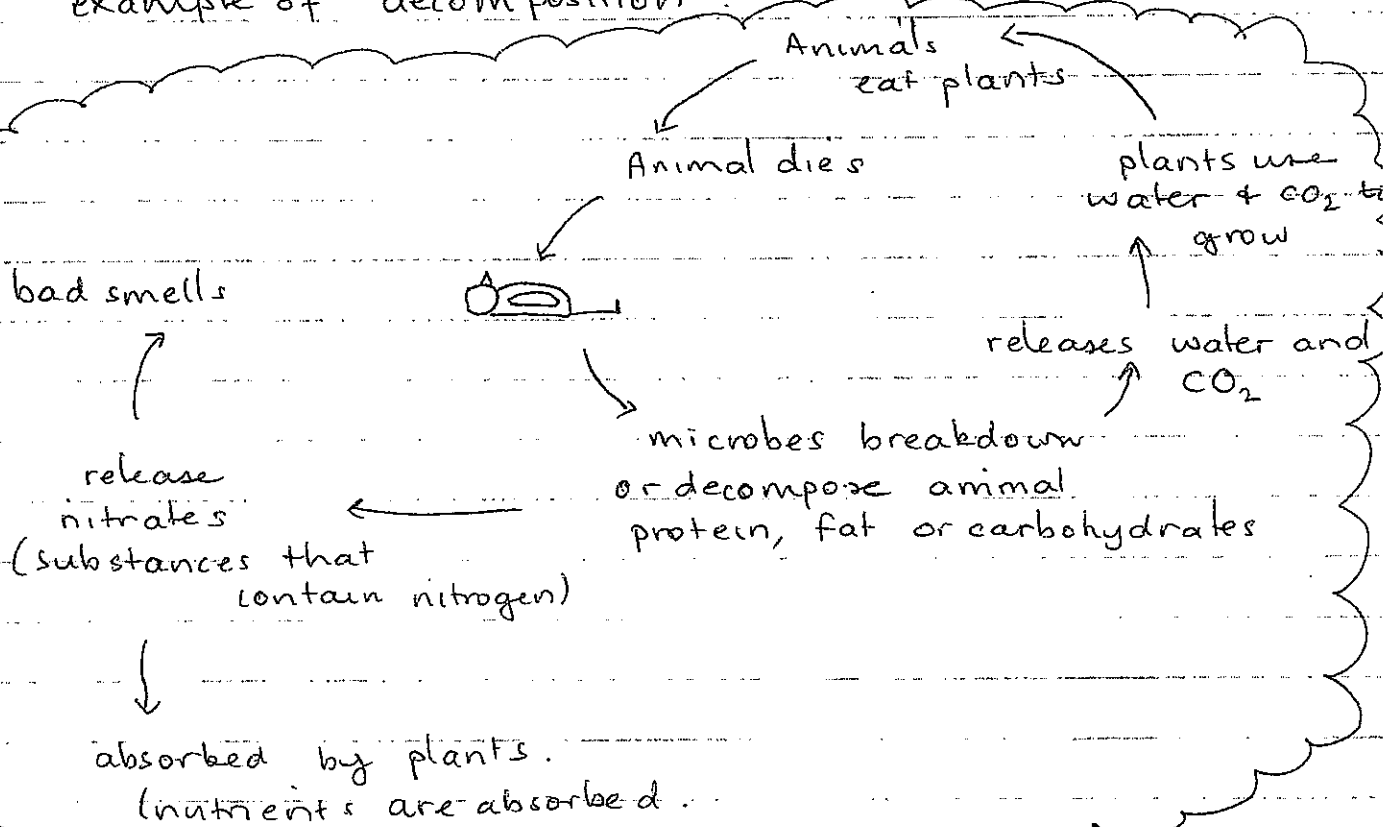 example of decomposition.
Animals
eat plants
Animal dies
plants use
water & CO2 to
grow
bad smells
releases water and
CO2
microbes breakdown
or decompose animal
protein, fat or carbohydrates
release
nitrates
(substances that
contain nitrogen)
absorbed by plants.
(nutrients are absorbed.